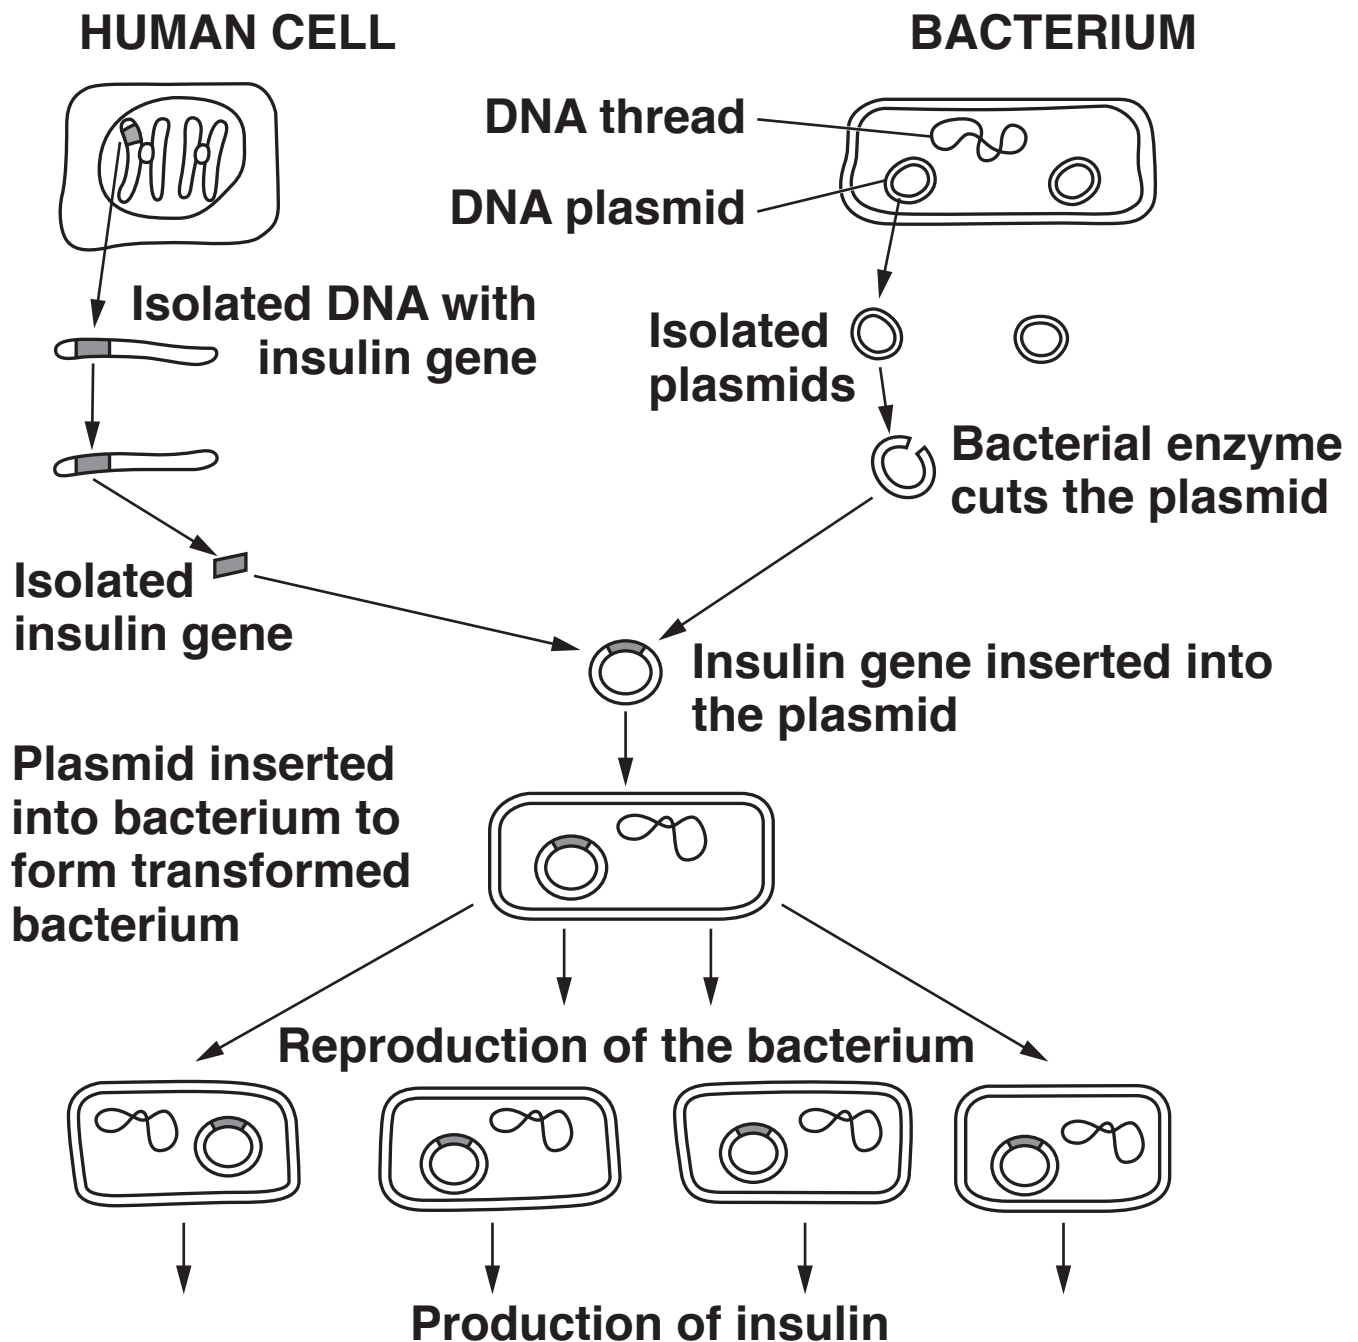 HUMAN CELL
BACTERIUM
DNA thread
DNA plasmid
Isolated DNA with
insulin gene
Isolated
plasmids
Bacterial enzyme
cuts the plasmid
Isolated
insulin gene
Insulin gene inserted into
the plasmid
Plasmid inserted
into bacterium to
form transformed
bacterium
Reproduction of the bacterium
Production of insulin